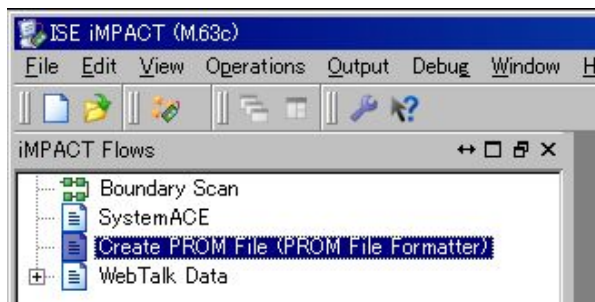 ISE iMPACT (M.63c)
File Edit View Operations Output Debug Window H
iMPACT Flows
Boundary Scan
SystemACE
Create PROM File (PROM File Formatter)
WebTalk Data